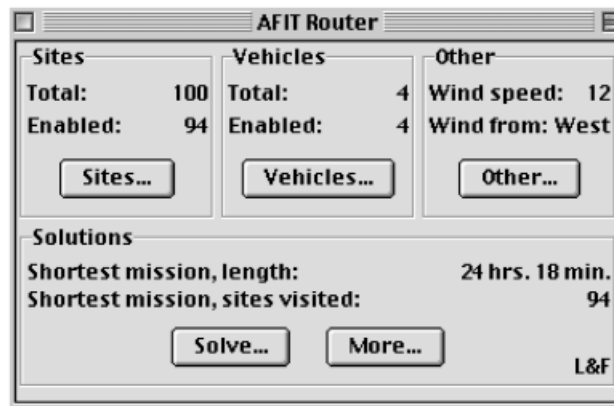 AFIT Router
Sites
Total: 100
Enabled: 94
Sites...
Vehicles
Total: 4
Enabled: 4
Vehicles...
Other
Wind speed: 12
Wind from: West
Other...
Solutions
Shortest mission, length: 24 hrs. 18 min.
Shortest mission, sites visited: 94
Solve... More...
L&F